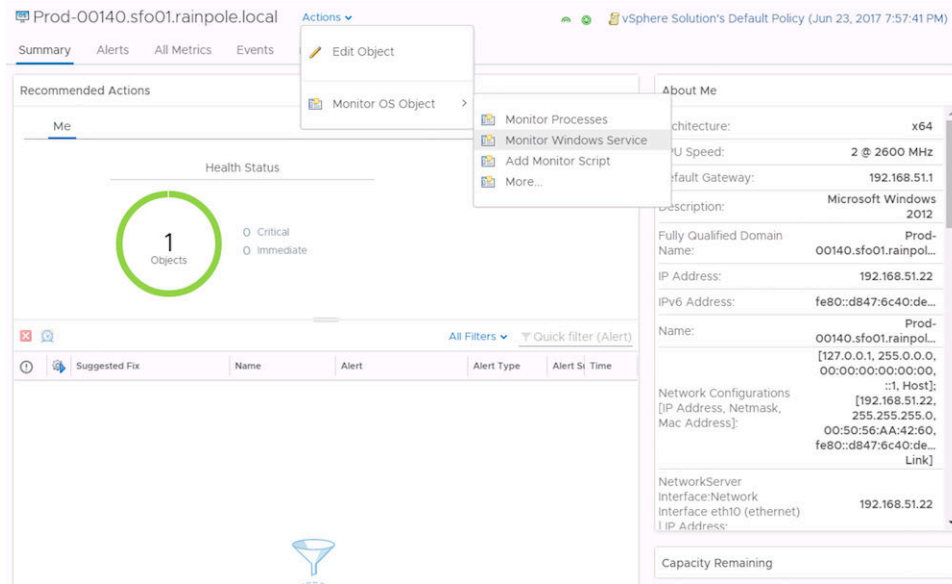 Prod-00140.sfo01.rainpole.local
Actions
vSphere Solution's Default Policy (Jun 23, 2017 7:57:41 PM)
Summary
Alerts
All Metrics
Events
Edit Object
Monitor OS Object
Monitor Processes
Monitor Windows Service
Add Monitor Script
More...
Recommended Actions
Me
Health Status
1
Objects
0 Critical
0 Immediate
All Filters
Quick filter (Alert)
Suggested Fix
Name
Alert
Alert Type
Alert Su
Time
About Me
chitecture:
x64
PU Speed:
2 @ 2600 MHz
efault Gateway:
192.168.51.1
Description:
Microsoft Windows
2012
Fully Qualified Domain
Name:
Prod-
00140.sfo01.rainpol...
IP Address:
192.168.51.22
IPv6 Address:
fe80::d847:6c40:de...
Name:
Prod-
00140.sfo01.rainpol...
Network Configurations
[IP Address, Netmask,
Mac Address]:
[127.0.0.1, 255.0.0.0,
00:00:00:00:00:00,
::1, Host];
[192.168.51.22,
255.255.255.0,
00:50:56:AA:42:60,
fe80::d847:6c40:de...
Link]
NetworkServer
Interface:Network
Interface eth10 (ethernet)
|IP Address:
192.168.51.22
Capacity Remaining